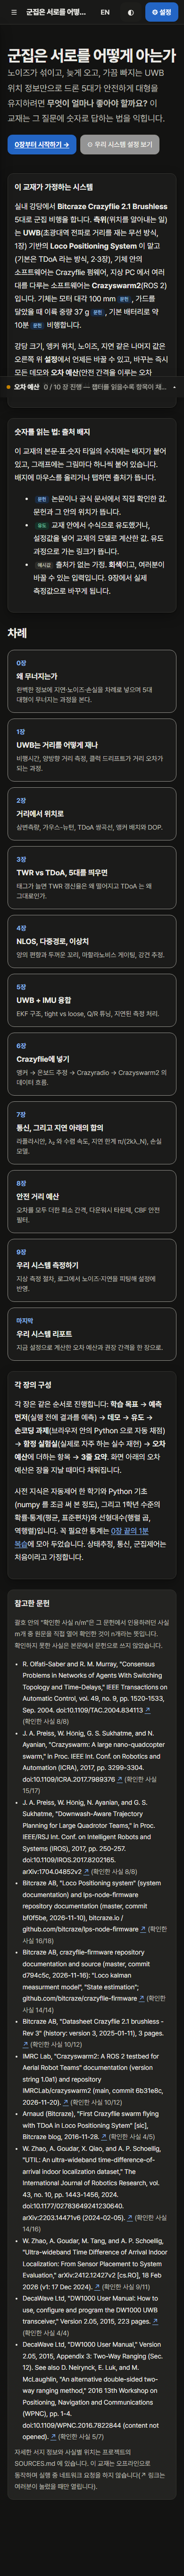 ☰ 군집은 서로를 어떻... EN ◐ ⚙ 설정
군집은 서로를 어떻게 아는가
노이즈가 섞이고, 늦게 오고, 가끔 빠지는 UWB
위치 정보만으로 드론 5대가 안전하게 대형을
유지하려면 무엇이 얼마나 좋아야 할까요? 이
교재는 그 질문에 숫자로 답하는 법을 익힙니다.
0장부터 시작하기 →
⚙ 우리 시스템 설정 보기
이 교재가 가정하는 시스템
실내 강당에서 Bitcraze Crazyflie 2.1 Brushless
5대로 군집 비행을 합니다. 측위(위치를 알아내는 일)
는 UWB(초광대역 전파로 거리를 재는 무선 방식,
1장) 기반의 Loco Positioning System 이 맡고
(기본은 TDoA 라는 방식, 2·3장), 기체 안의
소프트웨어는 Crazyflie 펌웨어, 지상 PC 에서 여러
대를 다루는 소프트웨어는 Crazyswarm2(ROS 2)
입니다. 기체는 모터 대각 100 mm 문헌 , 가드를
달았을 때 이륙 중량 37 g 문헌 , 기본 배터리로 약
10분 문헌 비행합니다.
강당 크기, 앵커 위치, 노이즈, 지연 같은 나머지 값은
오른쪽 위 설정에서 언제든 바꿀 수 있고, 바꾸는 즉시
모든 데모와 오차 예산(안전 간격을 이루는 오차
오차 예산 0 / 10 장 진행 — 챕터를 읽을수록 항목이 채...
숫자를 읽는 법: 출처 배지
이 교재의 본문·표·숫자 타일의 수치에는 배지가 붙어
있고, 그래프에는 그림마다 하나씩 붙어 있습니다.
배지에 마우스를 올리거나 탭하면 출처가 뜹니다.
문헌 논문이나 공식 문서에서 직접 확인한 값.
문헌과 그 안의 위치가 뜹니다.
유도 교재 안에서 수식으로 유도했거나,
설정값을 넣어 교재의 모델로 계산한 값. 유도
과정으로 가는 링크가 뜹니다.
예시값 출처가 없는 가정. 회색이고, 여러분이
바꿀 수 있는 입력입니다. 9장에서 실제
측정값으로 바꾸게 됩니다.
차례
0장
왜 무너지는가
완벽한 정보에 지연·노이즈·손실을 차례로 넣으며 5대
대형이 무너지는 과정을 본다.
1장
UWB는 거리를 어떻게 재나
비행시간, 양방향 거리 측정, 클럭 드리프트가 거리 오차가
되는 과정.
2장
거리에서 위치로
삼변측량, 가우스-뉴턴, TDoA 쌍곡선, 앵커 배치와 DOP.
3장
TWR vs TDoA, 5대를 띄우면
태그가 늘면 TWR 갱신율은 왜 떨어지고 TDoA 는 왜
그대로인가.
4장
NLOS, 다중경로, 이상치
양의 편향과 두꺼운 꼬리, 마할라노비스 게이팅, 강건 추정.
5장
UWB + IMU 융합
EKF 구조, tight vs loose, Q/R 튜닝, 지연된 측정 처리.
6장
Crazyflie에 넣기
앵커 → 온보드 추정 → Crazyradio → Crazyswarm2 의
데이터 흐름.
7장
통신, 그리고 지연 아래의 합의
라플라시안, λ₂ 와 수렴 속도, 지연 한계 π/(2λ_N), 손실
모델.
8장
안전 거리 예산
오차를 모두 더한 최소 간격, 다운워시 타원체, CBF 안전
필터.
9장
우리 시스템 측정하기
지상 측정 절차, 로그에서 노이즈·지연을 피팅해 설정에
반영.
마지막
우리 시스템 리포트
지금 설정으로 계산한 오차 예산과 권장 간격을 한 장으로.
각 장의 구성
각 장은 같은 순서로 진행합니다: 학습 목표 → 예측
먼저(실행 전에 결과를 예측) → 데모 → 유도 →
손코딩 과제(브라우저 안의 Python 으로 자동 채점)
→ 함정 실험실(실제로 자주 하는 실수 재현) → 오차
예산에 더하는 항목 → 3줄 요약. 화면 아래의 오차
예산은 장을 지날 때마다 채워집니다.
사전 지식은 자동제어 한 학기와 Python 기초
(numpy 를 조금 써 본 정도), 그리고 1학년 수준의
확률·통계(평균, 표준편차)와 선형대수(행렬 곱,
역행렬)입니다. 꼭 필요한 통계는 0장 끝의 1분
복습에 모아 두었습니다. 상태추정, 통신, 군집제어는
처음이라고 가정합니다.
참고한 문헌
괄호 안의 “확인한 사실 n/m”은 그 문헌에서 인용하려던 사실
m개 중 원문을 직접 열어 확인한 것이 n개라는 뜻입니다.
확인하지 못한 사실은 본문에서 문헌으로 쓰지 않았습니다.
R. Olfati-Saber and R. M. Murray, "Consensus
Problems in Networks of Agents With Switching
Topology and Time-Delays," IEEE Transactions on
Automatic Control, vol. 49, no. 9, pp. 1520-1533,
Sep. 2004. doi:10.1109/TAC.2004.834113 ↗
(확인한 사실 8/8)
J. A. Preiss, W. Hönig, G. S. Sukhatme, and N.
Ayanian, "Crazyswarm: A large nano-quadcopter
swarm," in Proc. IEEE Int. Conf. on Robotics and
Automation (ICRA), 2017, pp. 3299-3304.
doi:10.1109/ICRA.2017.7989376 ↗ (확인한 사실
15/17)
J. A. Preiss, W. Hönig, N. Ayanian, and G. S.
Sukhatme, "Downwash-Aware Trajectory
Planning for Large Quadrotor Teams," in Proc.
IEEE/RSJ Int. Conf. on Intelligent Robots and
Systems (IROS), 2017, pp. 250-257.
doi:10.1109/IROS.2017.8202165.
arXiv:1704.04852v2 ↗ (확인한 사실 8/8)
Bitcraze AB, "Loco Positioning system" (system
documentation) and lps-node-firmware
repository documentation (master, commit
bf0f5be, 2026-11-10), bitcraze.io /
github.com/bitcraze/lps-node-firmware ↗ (확인한
사실 16/16)
Bitcraze AB, crazyflie-firmware repository
documentation and source (master, commit
d794c5c, 2026-11-16): "Loco kalman
measurment model", "State estimation";
github.com/bitcraze/crazyflie-firmware ↗ (확인한
사실 14/14)
Bitcraze AB, "Datasheet Crazyflie 2.1 brushless -
Rev 3" (history: version 3, 2025-01-11), 3 pages.
↗ (확인한 사실 10/12)
IMRC Lab, "Crazyswarm2: A ROS 2 testbed for
Aerial Robot Teams" documentation (version
string 1.0a1) and repository
IMRCLab/crazyswarm2 (main, commit 6b31e8c,
2026-11-20). ↗ (확인한 사실 10/12)
Arnaud (Bitcraze), "First Crazyflie swarm flying
with TDoA in Loco Positioning Sytem" [sic],
Bitcraze blog, 2016-11-28. ↗ (확인한 사실 4/5)
W. Zhao, A. Goudar, X. Qiao, and A. P. Schoellig,
"UTIL: An ultra-wideband time-difference-of-
arrival indoor localization dataset," The
International Journal of Robotics Research, vol.
43, no. 10, pp. 1443-1456, 2024.
doi:10.1177/02783649241230640.
arXiv:2203.14471v6 (2024-02-05). ↗ (확인한 사실
14/16)
W. Zhao, A. Goudar, M. Tang, and A. P. Schoellig,
"Ultra-wideband Time Difference of Arrival Indoor
Localization: From Sensor Placement to System
Evaluation," arXiv:2412.12427v2 [cs.RO], 18 Feb
2026 (v1: 17 Dec 2024). ↗ (확인한 사실 9/11)
DecaWave Ltd, "DW1000 User Manual: How to
use, configure and program the DW1000 UWB
transceiver," Version 2.05, 2015, 223 pages. ↗
(확인한 사실 4/4)
DecaWave Ltd, "DW1000 User Manual," Version
2.05, 2015, Appendix 3: Two-Way Ranging (Sec.
12). See also D. Neirynck, E. Luk, and M.
McLaughlin, "An alternative double-sided two-
way ranging method," 2016 13th Workshop on
Positioning, Navigation and Communications
(WPNC), pp. 1-4.
doi:10.1109/WPNC.2016.7822844 (content not
opened). ↗ (확인한 사실 5/7)
자세한 서지 정보와 사실별 위치는 프로젝트의
SOURCES.md 에 있습니다. 이 교재는 오프라인으로
동작하며 실행 중 네트워크 요청을 하지 않습니다(↗ 링크는
여러분이 눌렀을 때만 열립니다).